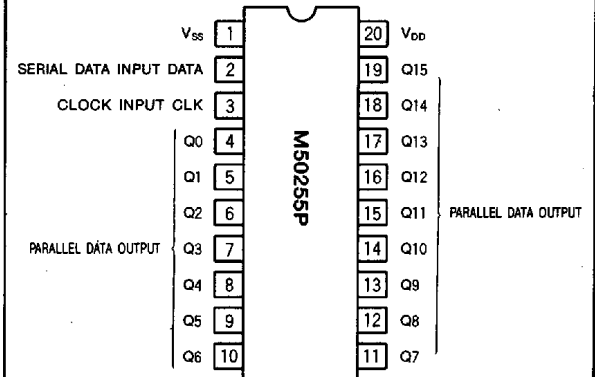 Vss 1 20 VDD
SERIAL DATA INPUT DATA 2 19 Q15
CLOCK INPUT CLK 3 18 Q14
Q0 4 17 Q13
Q1 5 16 Q12
Q2 6 15 Q11 PARALLEL DATA OUTPUT
PARALLEL DATA OUTPUT Q3 7 14 Q10
Q4 8 13 Q9
Q5 9 12 Q8
Q6 10 11 Q7
M50255P